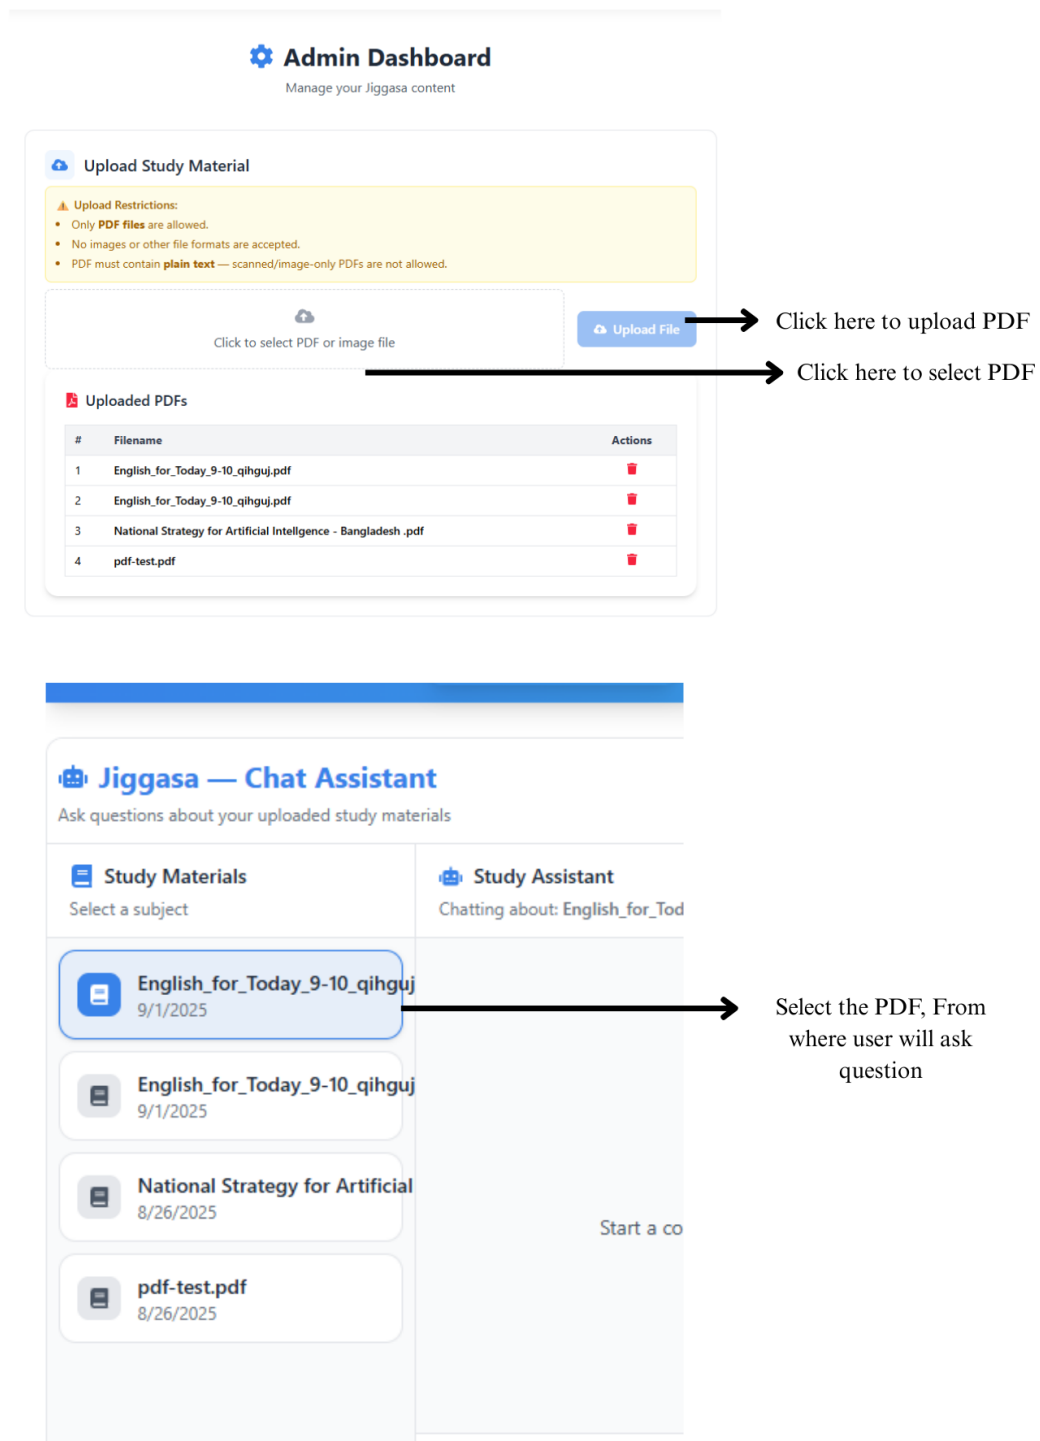 Admin Dashboard
Manage your Jiggasa content
Upload Study Material
Upload Restrictions:
• Only PDF files are allowed.
• No images or other file formats are accepted.
• PDF must contain plain text — scanned/image-only PDFs are not allowed.
Click to select PDF or image file
Upload File
Click here to upload PDF
Click here to select PDF
Uploaded PDFs
# Filename Actions
1 English_for_Today_9-10_qihguj.pdf
2 English_for_Today_9-10_qihguj.pdf
3 National Strategy for Artificial Intellgence - Bangladesh .pdf
4 pdf-test.pdf
Jiggasa — Chat Assistant
Ask questions about your uploaded study materials
Study Materials
Select a subject
Study Assistant
Chatting about: English_for_Tod
English_for_Today_9-10_qihguj
9/1/2025
English_for_Today_9-10_qihguj
9/1/2025
National Strategy for Artificial
8/26/2025
pdf-test.pdf
8/26/2025
Start a co
Select the PDF, From
where user will ask
question